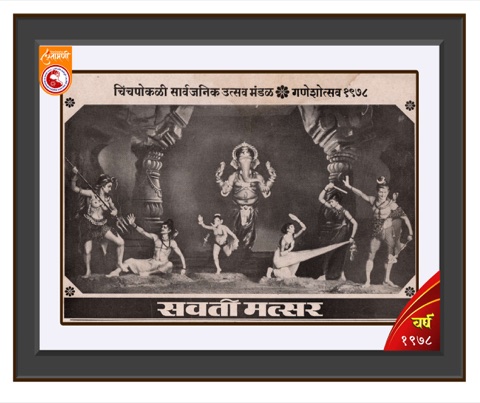 चिंचपोकळी सार्वजनिक उत्सव मंडळ ✽ गणेशोत्सव १९७८
सवती मत्सर
वर्ष
१९७८